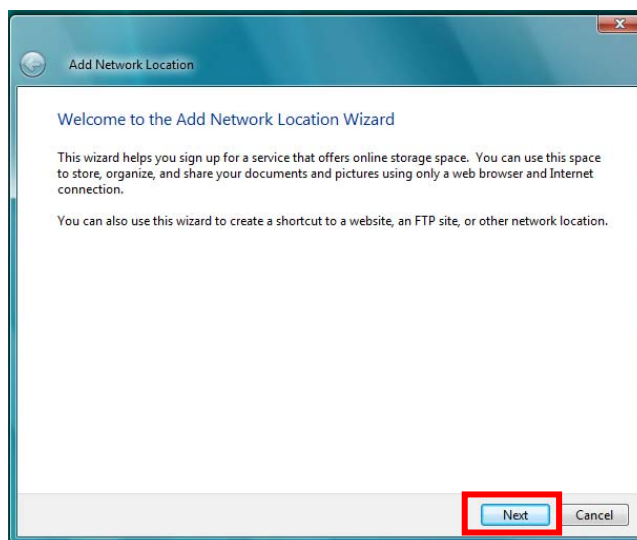 Add Network Location
Welcome to the Add Network Location Wizard
This wizard helps you sign up for a service that offers online storage space.  You can use this space
to store, organize, and share your documents and pictures using only a web browser and Internet
connection.
You can also use this wizard to create a shortcut to a website, an FTP site, or other network location.
Next
Cancel